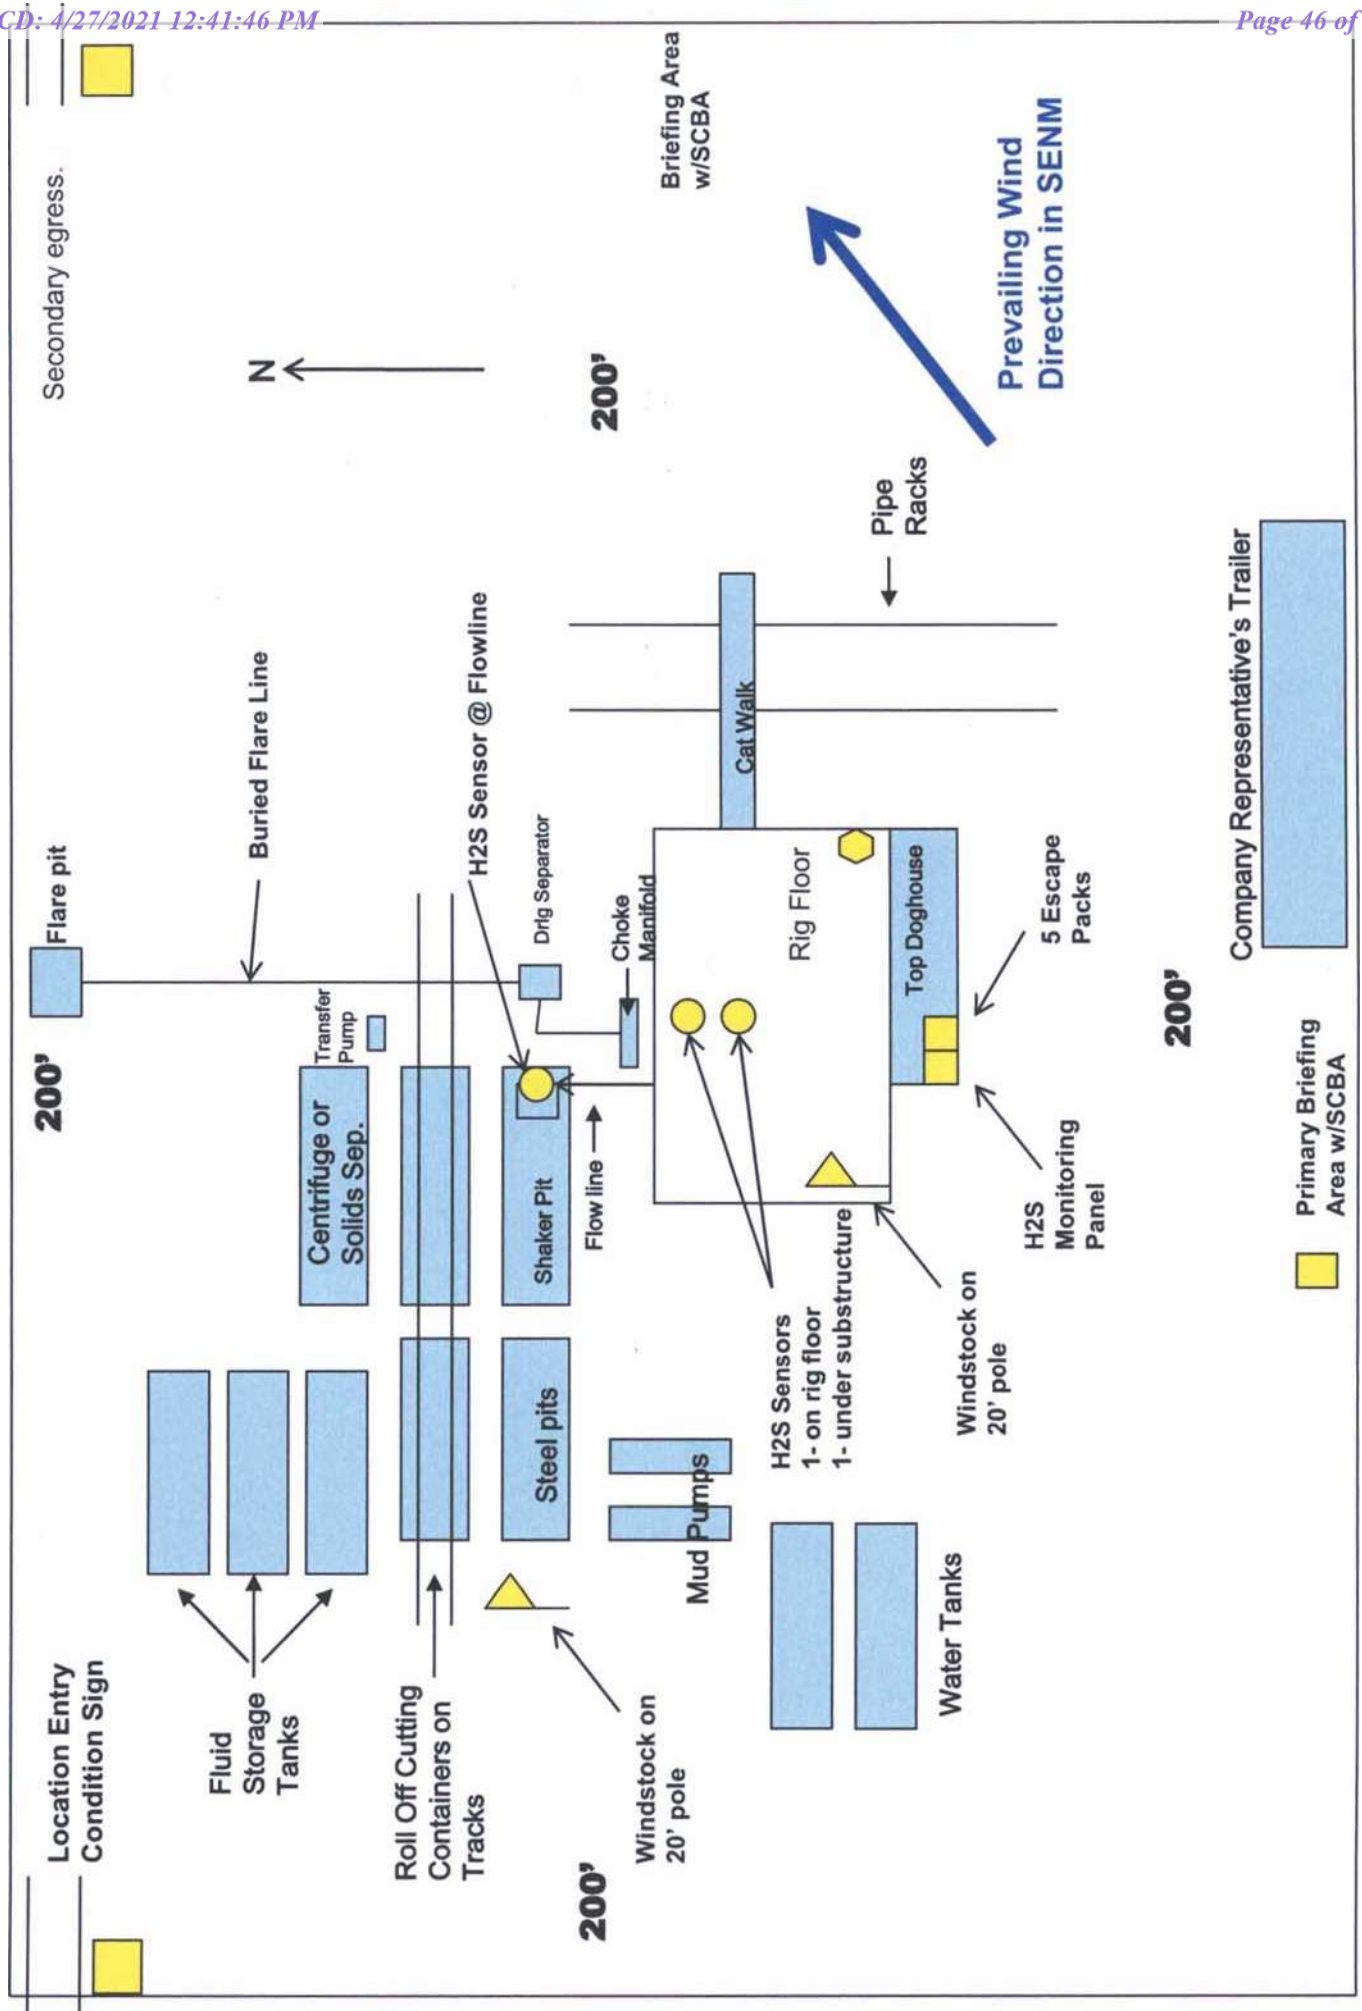 CD: 4/27/2021 12:41:46 PM
Page 46 of
Location Entry
Condition Sign
200'
Flare pit
Secondary egress.
Fluid
Storage
Tanks
Centrifuge or
Solids Sep.
Transfer
Pump
Buried Flare Line
N
Roll Off Cutting
Containers on
Tracks
Steel pits
Shaker Pit
Drlg Separator
H2S Sensor @ Flowline
200'
Windstock on
20' pole
Mud Pumps
Flow line
Choke
Manifold
200'
Briefing Area
w/SCBA
Cat Walk
H2S Sensors
1- on rig floor
1- under substructure
Rig Floor
Pipe
Racks
Water Tanks
Windstock on
20' pole
Top Doghouse
H2S
Monitoring
Panel
5 Escape
Packs
Prevailing Wind
Direction in SENM
200'
Primary Briefing
Area w/SCBA
Company Representative's Trailer